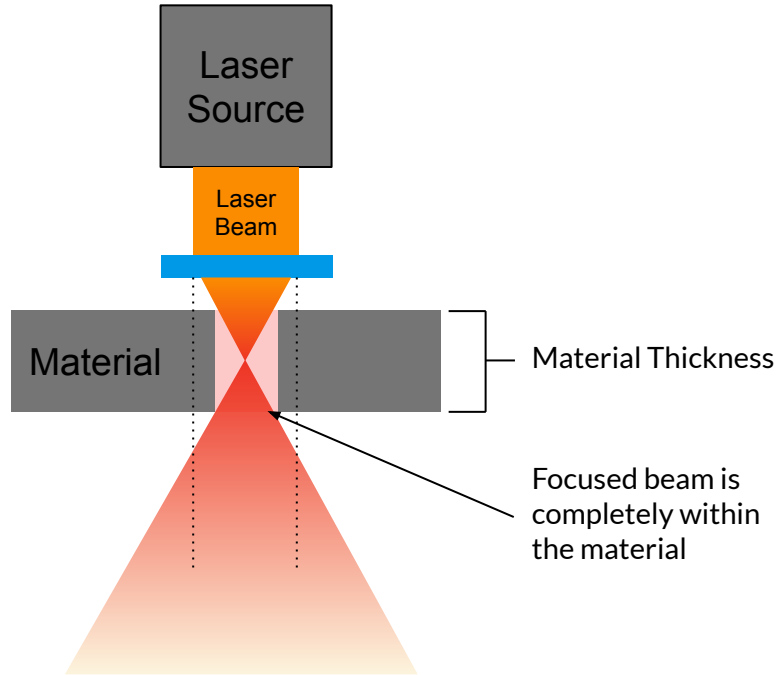 Laser
Source
Laser
Beam
Material
Material Thickness
Focused beam is
completely within
the material